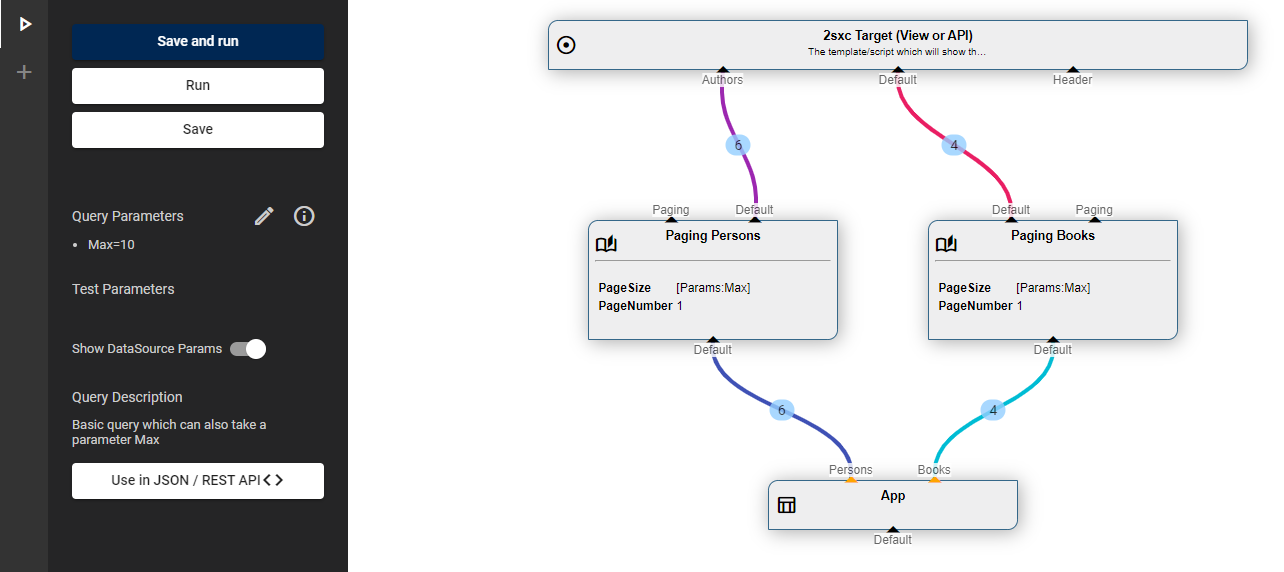 Save and run
Run
Save
Query Parameters
Max=10
Test Parameters
Show DataSource Params
Query Description
Basic query which can also take a
parameter Max
Use in JSON / REST API
2sxc Target (View or API)
The template/script which will show th...
Authors
Default
Header
6
4
Paging
Default
Default
Paging
Paging Persons
PageSize [Params:Max]
PageNumber 1
Default
Paging Books
PageSize [Params:Max]
PageNumber 1
Default
6
4
Persons
Books
App
Default